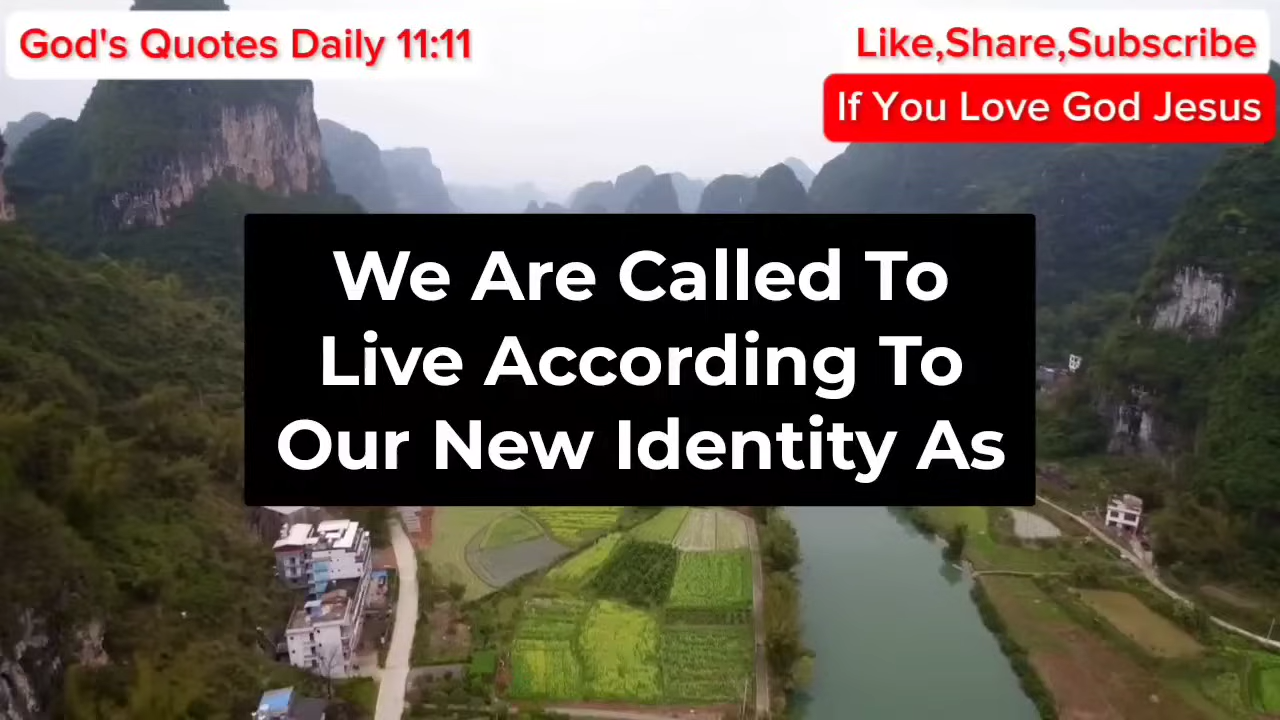 God's Quotes Daily 11:11
Like,Share,Subscribe
If You Love God Jesus
We Are Called To
Live According To
Our New Identity As